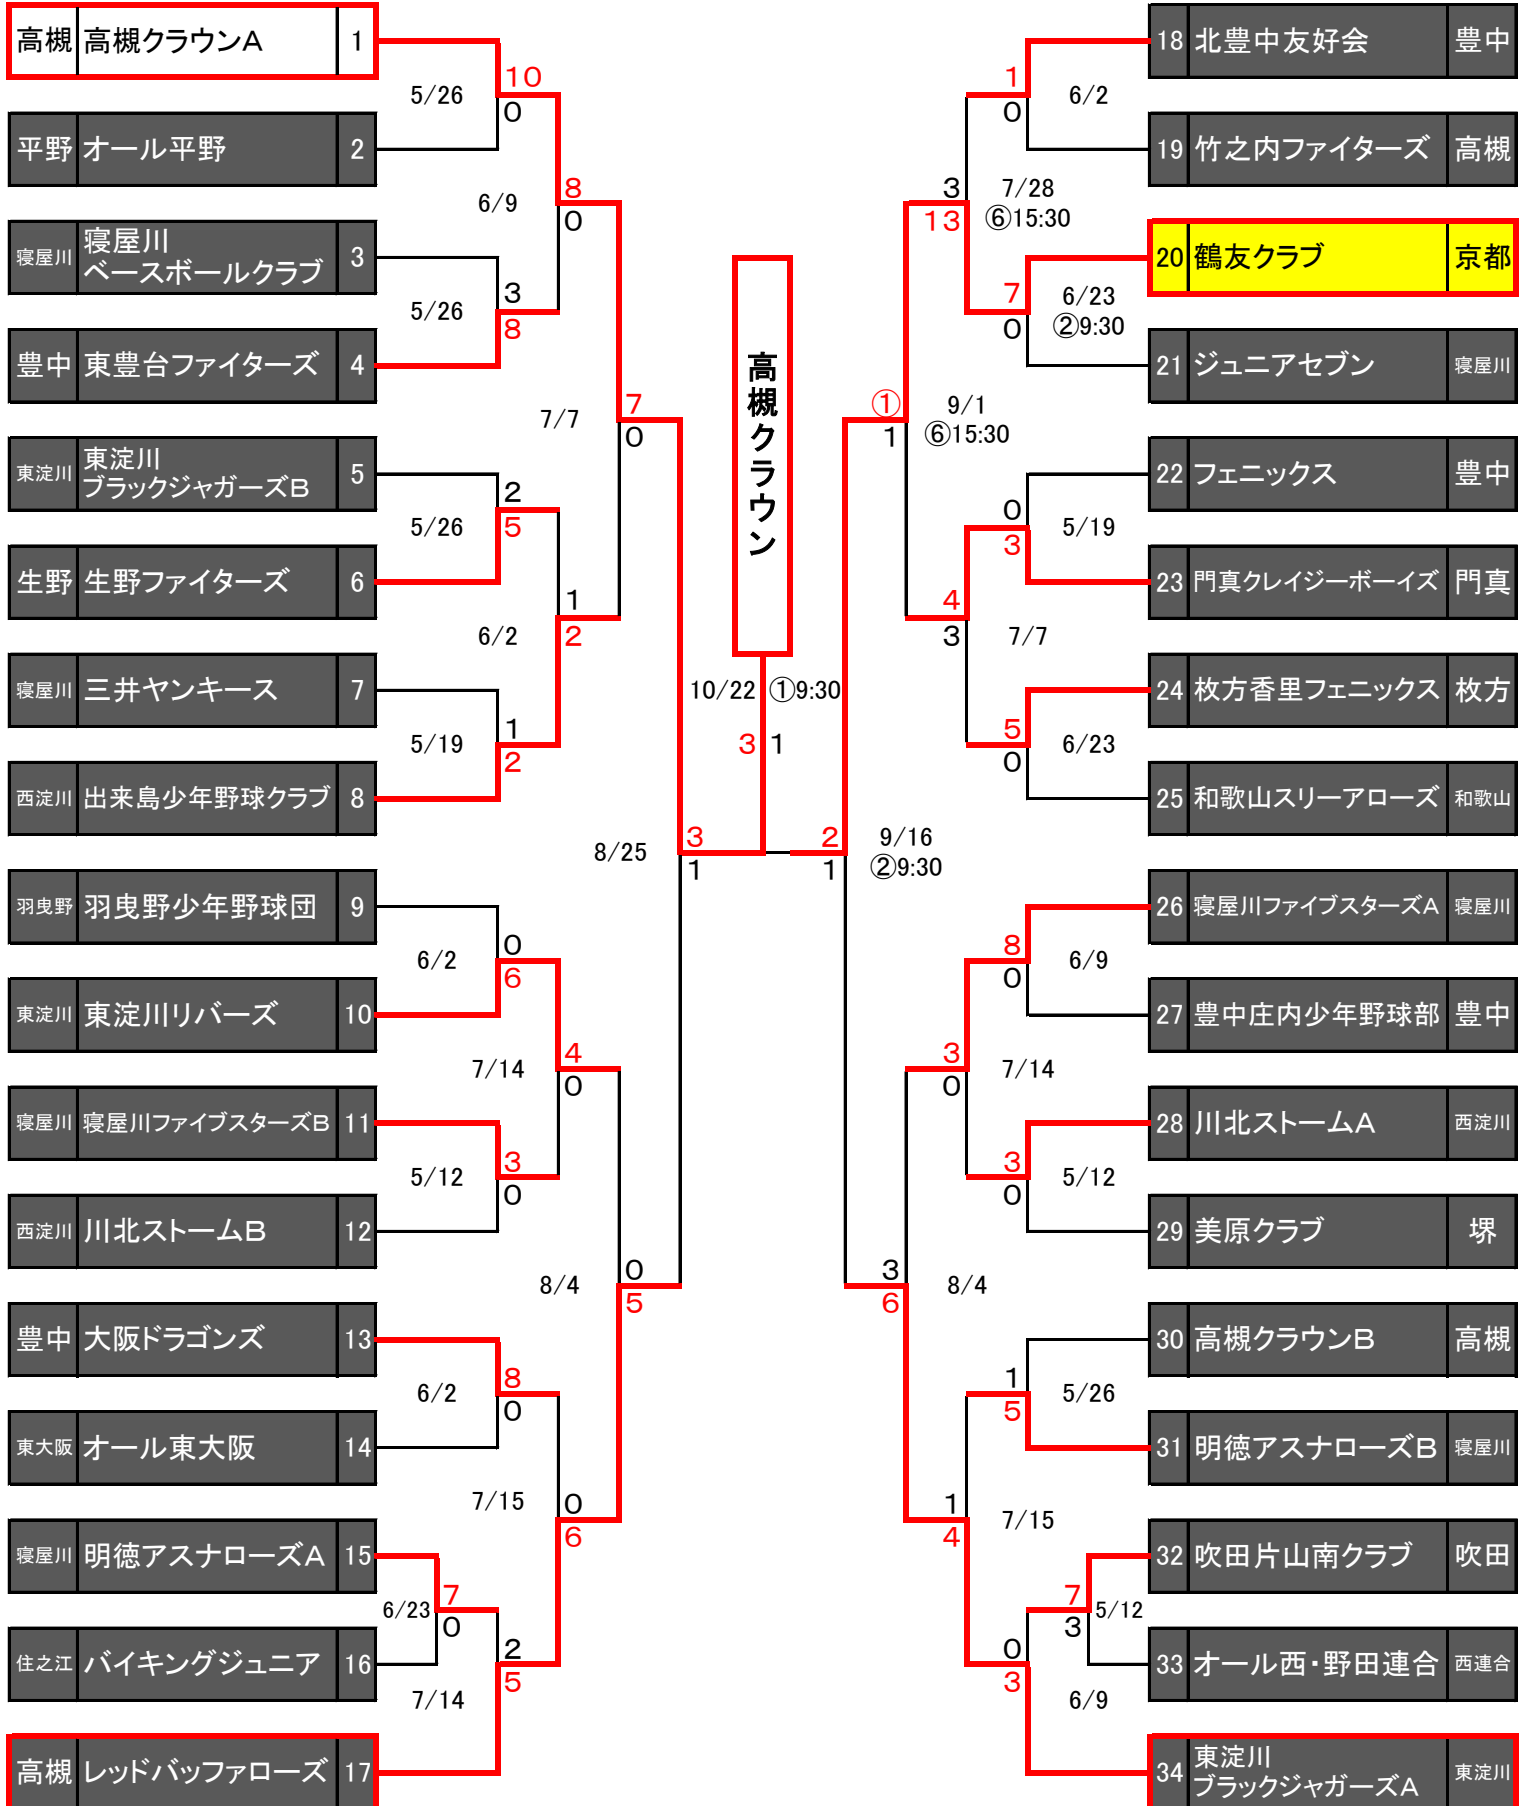 高槻 高槻クラウンA 1
5/26
10
0
平野 オール平野 2
6/9
8
0
寝屋川 寝屋川
ベースボールクラブ 3
5/26
3
8
豊中 東豊台ファイターズ 4
7/7
7
0
東淀川 東淀川
ブラックジャガーズB 5
5/26
2
5
生野 生野ファイターズ 6
6/2
1
2
寝屋川 三井ヤンキース 7
5/19
1
2
西淀川 出来島少年野球クラブ 8
8/25
3
1
羽曳野 羽曳野少年野球団 9
6/2
0
6
東淀川 東淀川リバーズ 10
7/14
4
0
寝屋川 寝屋川ファイブスターズB 11
5/12
3
0
西淀川 川北ストームB 12
8/4
0
5
豊中 大阪ドラゴンズ 13
6/2
8
0
東大阪 オール東大阪 14
7/15
0
6
寝屋川 明徳アスナローズA 15
6/23
7
0
住之江 バイキングジュニア 16
7/14
2
5
高槻 レッドバッファローズ 17
高槻クラウン
10/22 ①9:30
3 1
18 北豊中友好会 豊中
1
0
6/2
19 竹之内ファイターズ 高槻
3
13
7/28
⑥15:30
20 鶴友クラブ 京都
7
0
6/23
②9:30
21 ジュニアセブン 寝屋川
①
1
9/1
⑥15:30
22 フェニックス 豊中
0
3
5/19
23 門真クレイジーボーイズ 門真
4
3
7/7
24 枚方香里フェニックス 枚方
5
0
6/23
25 和歌山スリーアローズ 和歌山
2
1
9/16
②9:30
26 寝屋川ファイブスターズA 寝屋川
8
0
6/9
27 豊中庄内少年野球部 豊中
3
0
7/14
28 川北ストームA 西淀川
3
0
5/12
29 美原クラブ 堺
3
6
8/4
30 高槻クラウンB 高槻
1
5
5/26
31 明徳アスナローズB 寝屋川
1
4
7/15
32 吹田片山南クラブ 吹田
7
3
5/12
33 オール西・野田連合 西連合
0
3
6/9
34 東淀川
ブラックジャガーズA 東淀川